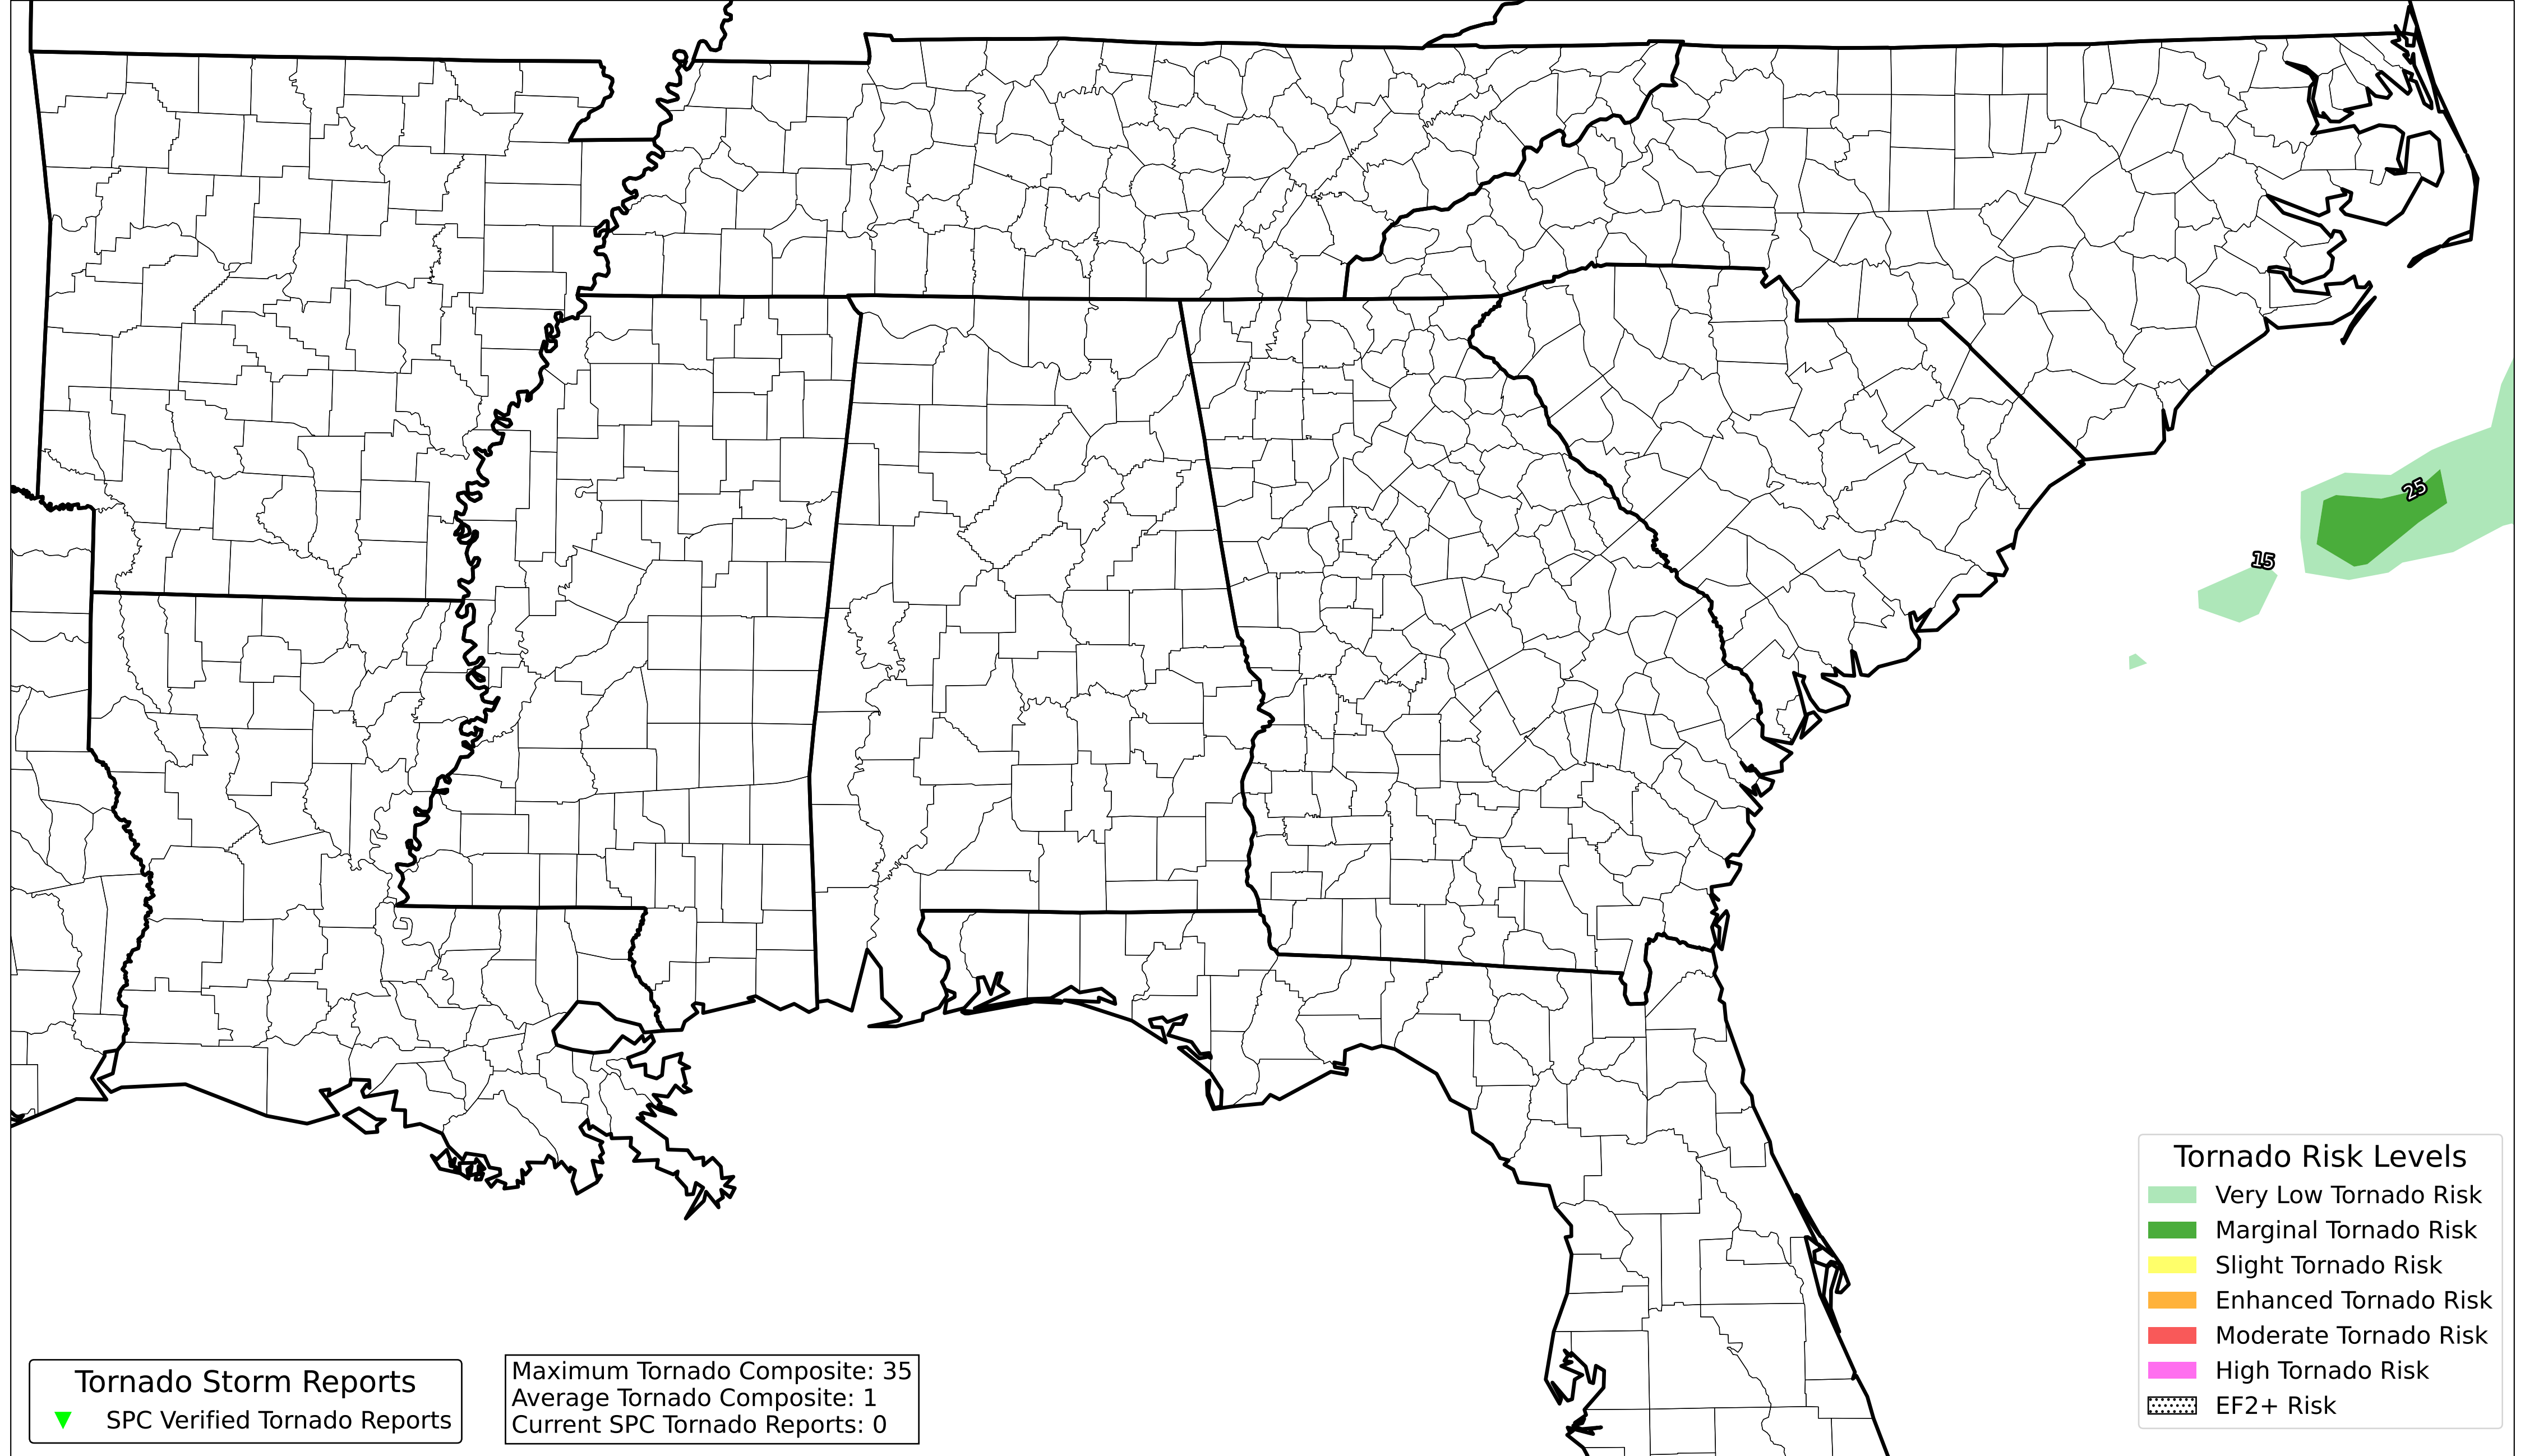 25
15
Tornado Risk Levels
Very Low Tornado Risk
Marginal Tornado Risk
Slight Tornado Risk
Enhanced Tornado Risk
Moderate Tornado Risk
High Tornado Risk
EF2+ Risk
Tornado Storm Reports
SPC Verified Tornado Reports
Maximum Tornado Composite: 35
Average Tornado Composite: 1
Current SPC Tornado Reports: 0